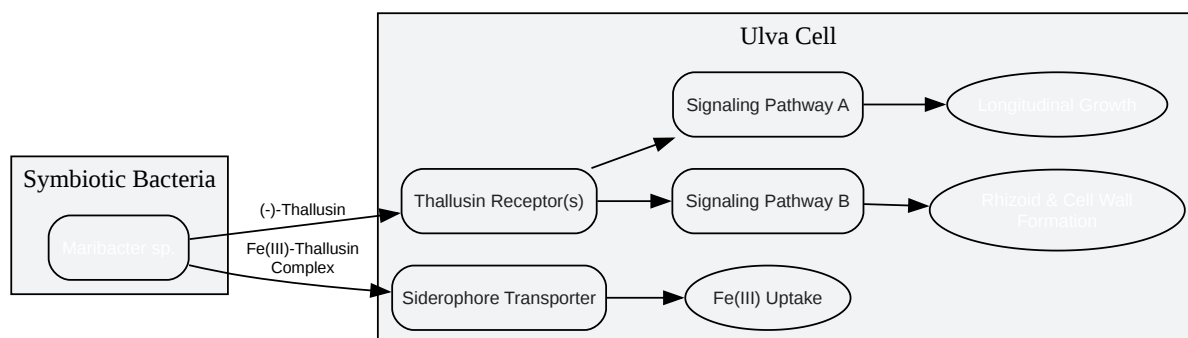 Ulva Cell
Signaling Pathway A
Longitudinal Growth
Symbiotic Bacteria
(-)-Thallusin
Thallusin Receptor(s)
Signaling Pathway B
Rhizoid & Cell Wall
Formation
Maribacter sp.
Fe(III)-Thallusin
Complex
Siderophore Transporter
Fe(III) Uptake